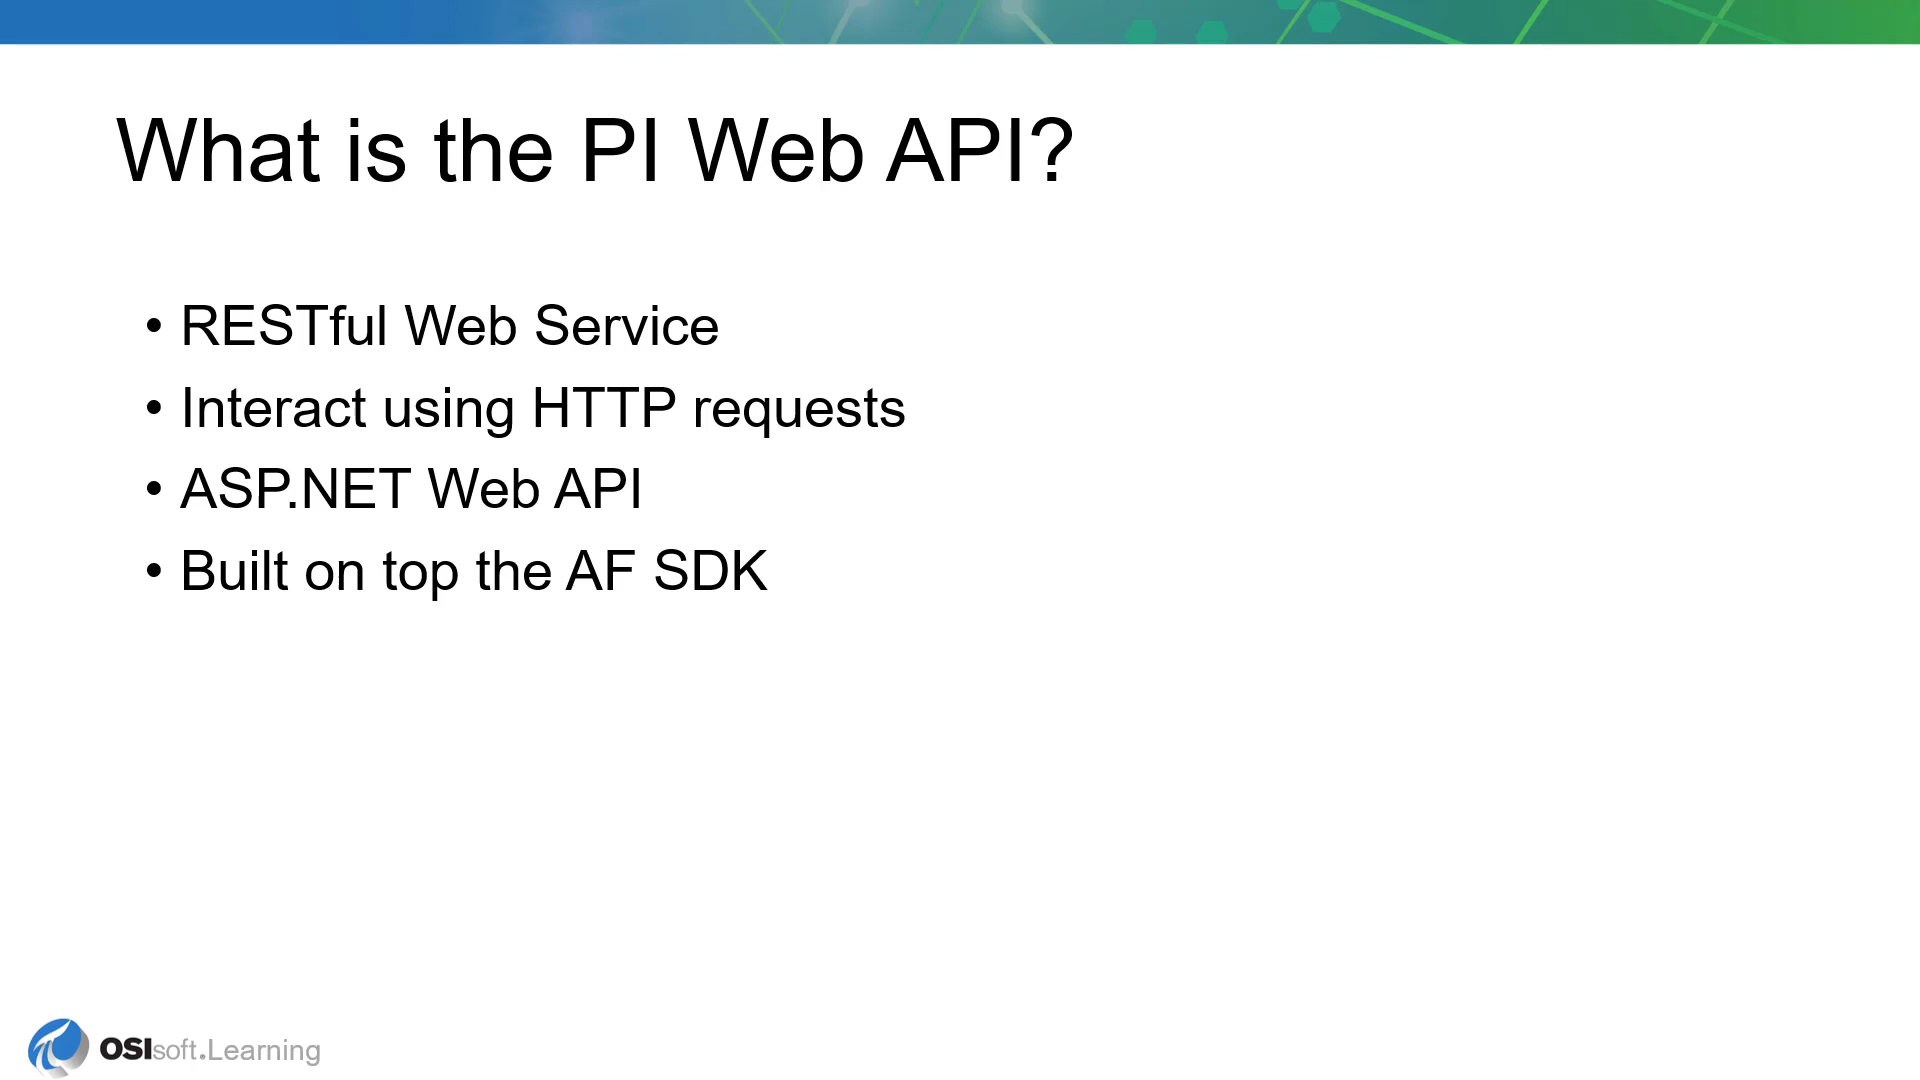 What is the PI Web API?
• RESTful Web Service
• Interact using HTTP requests
• ASP.NET Web API
• Built on top the AF SDK
OSIsoft.Learning